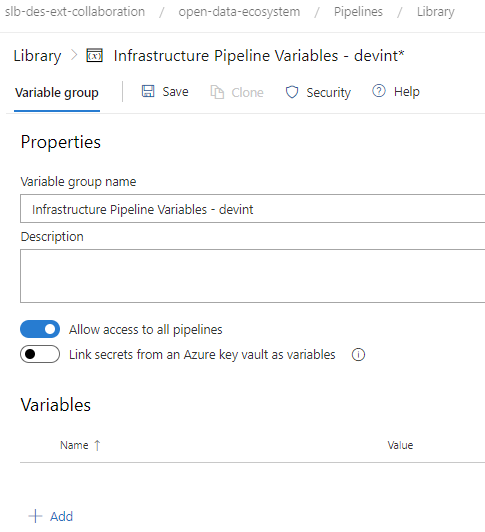 slb-des-ext-collaboration / open-data-ecosystem / Pipelines / Library
Library > (x) Infrastructure Pipeline Variables - devint*
Variable group Save Clone Security Help
Properties
Variable group name
Infrastructure Pipeline Variables - devint
Description
Allow access to all pipelines
Link secrets from an Azure key vault as variables
Variables
Name ↑ Value
+ Add